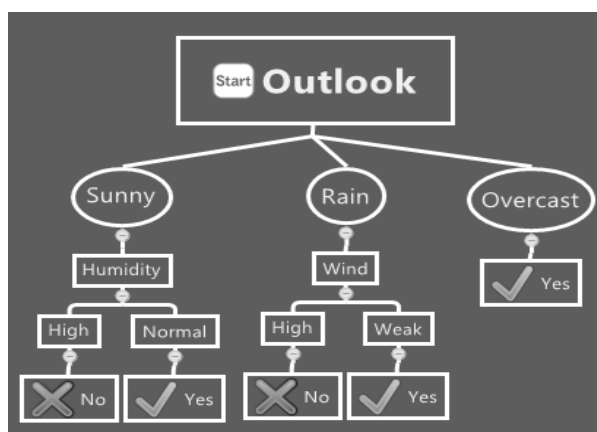 Start Outlook
Sunny Rain Overcast
Humidity Wind Yes
High Normal High Weak
No Yes No Yes